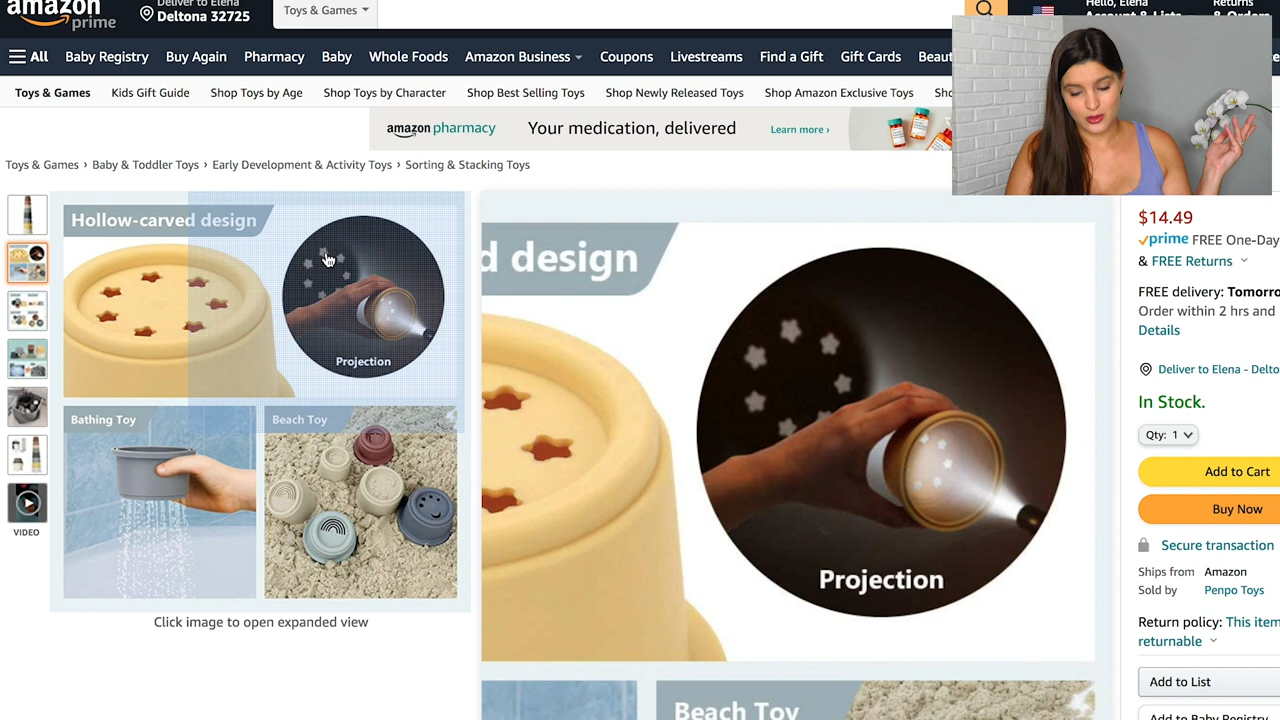 amazon
prime
Deliver to Elena
Deltona 32725
Toys & Games
Hello, Elena
Account & Lists
Returns
& Orders
All
Baby Registry
Buy Again
Pharmacy
Baby
Whole Foods
Amazon Business
Coupons
Livestreams
Find a Gift
Gift Cards
Toys & Games
Kids Gift Guide
Shop Toys by Age
Shop Toys by Character
Shop Best Selling Toys
Shop Newly Released Toys
Shop Amazon Exclusive Toys
amazon pharmacy
Your medication, delivered
Learn more ›
Toys & Games › Baby & Toddler Toys › Early Development & Activity Toys › Sorting & Stacking Toys
Hollow-carved design
Projection
Bathing Toy
Beach Toy
VIDEO
Click image to open expanded view
d design
Projection
Beach Toy
$14.49
prime FREE One-Day
& FREE Returns
FREE delivery: Tomorro
Order within 2 hrs and
Details
Deliver to Elena - Delto
In Stock.
Qty: 1
Add to Cart
Buy Now
Secure transaction
Ships from Amazon
Sold by Penpo Toys
Return policy: This item
returnable
Add to List
Add to Baby Registry